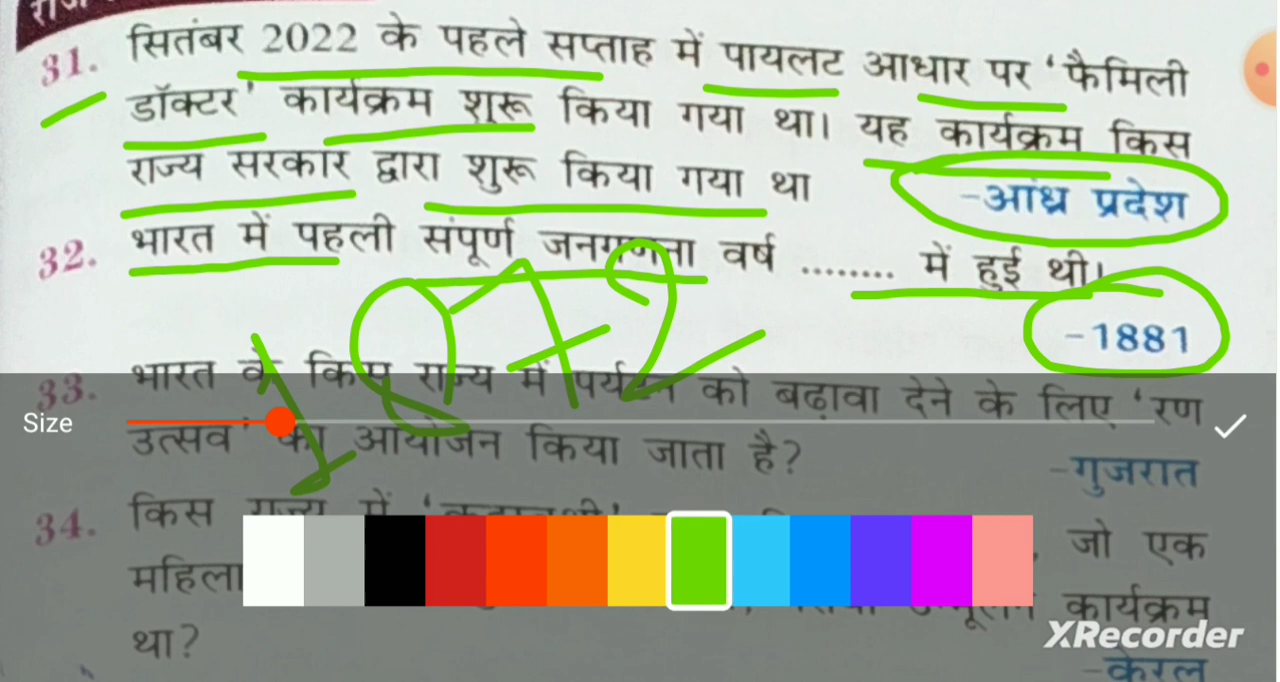 31. सितंबर 2022 के पहले सप्ताह में पायलट आधार पर ‘फैमिली
डॉक्टर’ कार्यक्रम शुरू किया गया था। यह कार्यक्रम किस
राज्य सरकार द्वारा शुरू किया गया था -आंध्र प्रदेश
32. भारत में पहली संपूर्ण जनगणना वर्ष ........ में हुई थी।
1872
-1881
33. भारत के किस राज्य में पर्यटन को बढ़ावा देने के लिए ‘रण
Size
उत्सव’ का आयोजन किया जाता है?
-गुजरात
34. किस राज्य में
जो एक
महिला
कार्यक्रम
था?
XRecorder
-केरल